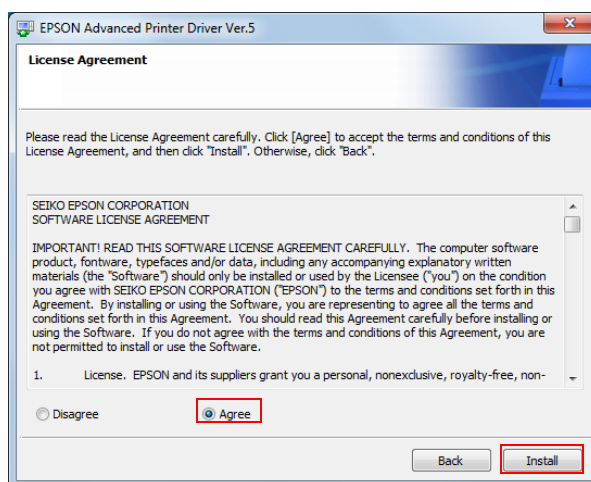 EPSON Advanced Printer Driver Ver.5
License Agreement
Please read the License Agreement carefully. Click [Agree] to accept the terms and conditions of this
License Agreement, and then click "Install". Otherwise, click "Back".
SEIKO EPSON CORPORATION
SOFTWARE LICENSE AGREEMENT
IMPORTANT! READ THIS SOFTWARE LICENSE AGREEMENT CAREFULLY. The computer software
product, fontware, typefaces and/or data, including any accompanying explanatory written
materials (the "Software") should only be installed or used by the Licensee ("you") on the condition
you agree with SEIKO EPSON CORPORATION ("EPSON") to the terms and conditions set forth in this
Agreement. By installing or using the Software, you are representing to agree all the terms and
conditions set forth in this Agreement. You should read this Agreement carefully before installing or
using the Software. If you do not agree with the terms and conditions of this Agreement, you are
not permitted to install or use the Software.
1. License. EPSON and its suppliers grant you a personal, nonexclusive, royalty-free, non-
Disagree Agree
Back Install